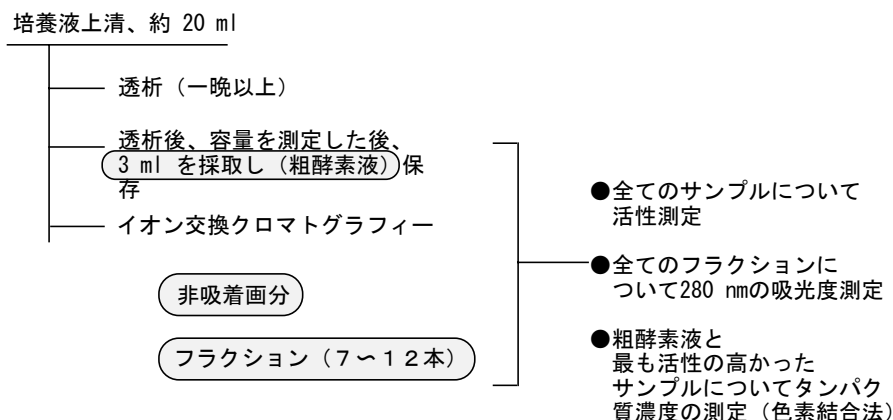 培養液上清、約 20 ml
透析（一晩以上）
透析後、容量を測定した後、
3 ml を採取し（粗酵素液）保
存
イオン交換クロマトグラフィー
非吸着画分
フラクション（７〜１２本）
●全てのサンプルについて
活性測定
●全てのフラクションに
ついて280 nmの吸光度測定
●粗酵素液と
最も活性の高かった
サンプルについてタンパク
質濃度の測定（色素結合法）